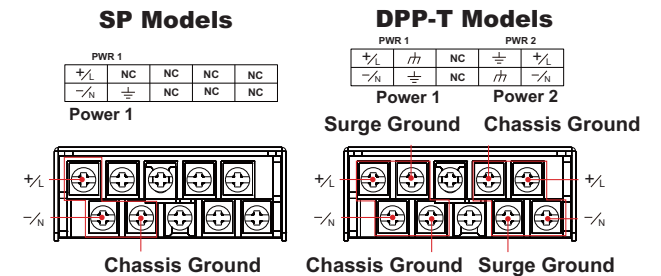 SP Models DPP-T Models
PWR 1 PWR 1 PWR 2
+/L NC NC NC NC +/L NC +/L
−/N NC NC NC −/N NC −/N
Power 1 Power 1 Power 2
Surge Ground Chassis Ground
+/L +/L +/L
−/N −/N −/N
Chassis Ground Chassis Ground Surge Ground